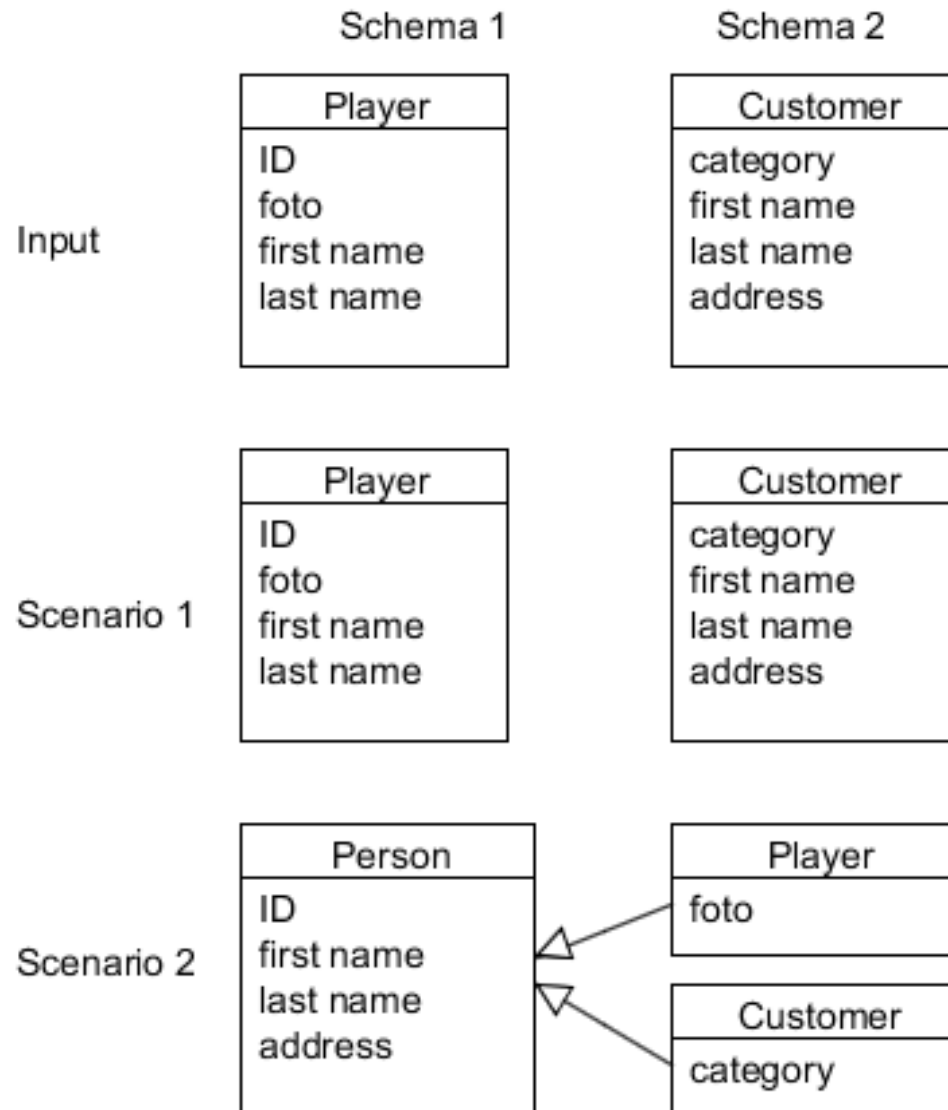 Schema 1
Schema 2
Input
Player
ID
foto
first name
last name
Customer
category
first name
last name
address
Scenario 1
Player
ID
foto
first name
last name
Customer
category
first name
last name
address
Scenario 2
Person
ID
first name
last name
address
Player
foto
Customer
category